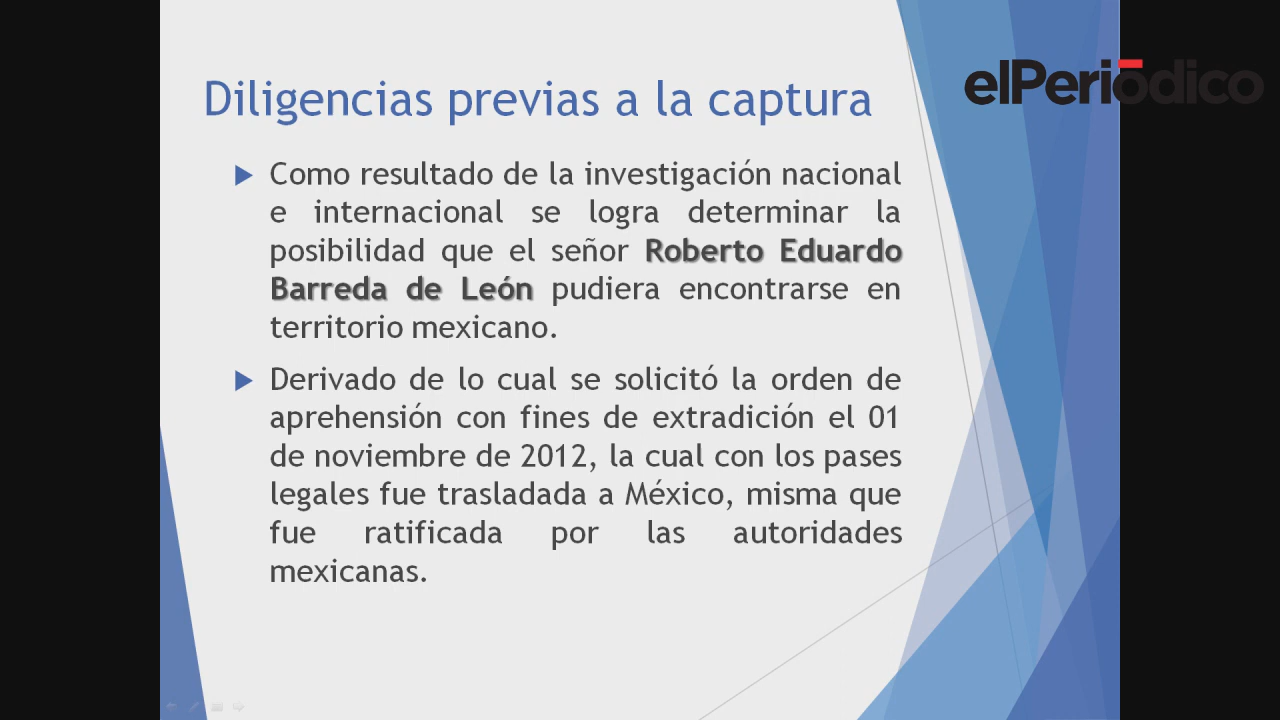 elPeriódico
Diligencias previas a la captura
Como resultado de la investigación nacional
e internacional se logra determinar la
posibilidad que el señor Roberto Eduardo
Barreda de León pudiera encontrarse en
territorio mexicano.
Derivado de lo cual se solicitó la orden de
aprehensión con fines de extradición el 01
de noviembre de 2012, la cual con los pases
legales fue trasladada a México, misma que
fue ratificada por las autoridades
mexicanas.